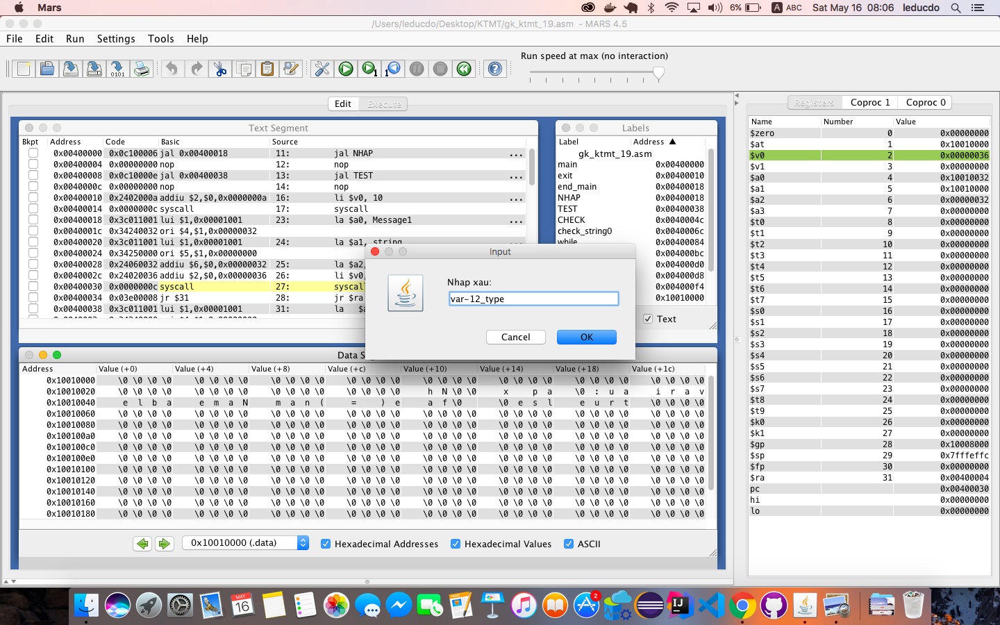 Mars 6% A ABC Sat May 16 08:06 leducdo
/Users/leducdo/Desktop/KTMT/gk_ktmt_19.asm - MARS 4.5
File Edit Run Settings Tools Help
Run speed at max (no interaction)
Edit Execute
Text Segment
Bkpt Address Code Basic Source
0x00400000 0x0c100006 jal 0x00400018 11: jal NHAP ...
0x00400004 0x00000000 nop 12: nop
0x00400008 0x0c10000e jal 0x00400038 13: jal TEST ...
0x0040000c 0x00000000 nop 14: nop
0x00400010 0x2402000a addiu $2,$0,0x0000000a 16: li $v0, 10 ...
0x00400014 0x0000000c syscall 17: syscall
0x00400018 0x3c011001 lui $1,0x00001001 23: la $a0, Message1 ...
0x0040001c 0x34240032 ori $4,$1,0x00000032
0x00400020 0x3c011001 lui $1,0x00001001 24: la $a1, string
0x00400024 0x34250000 ori $5,$1,0x00000000
0x00400028 0x24060032 addiu $6,$0,0x00000032 25: la $a2,
0x0040002c 0x24020036 addiu $2,$0,0x00000036 26: li $v0,
0x00400030 0x0000000c syscall 27: syscall
0x00400034 0x03e00008 jr $31 28: jr $ra
0x00400038 0x3c011001 lui $1,0x00001001 31: la
Labels
Label Address ▲
gk_ktmt_19.asm
main 0x00400000
exit 0x00400010
end_main 0x00400018
NHAP 0x00400018
TEST 0x00400038
CHECK 0x0040004c
check_string0 0x0040006c
while 0x00400084
0x004000bc
0x004000d0
0x004000d8
0x004000f4
0x10010000
Text
Input
Nhap xau:
var-12_type
Cancel OK
Data S
Address Value (+0) Value (+4) Value (+8) Value (+c) Value (+10) Value (+14) Value (+18) Value (+1c)
0x10010000 \0 \0 \0 \0 \0 \0 \0 \0 \0 \0 \0 \0 \0 \0 \0 \0 \0 \0 \0 \0 \0 \0 \0 \0 \0 \0 \0 \0 \0 \0 \0 \0
0x10010020 \0 \0 \0 \0 \0 \0 \0 \0 \0 \0 \0 \0 \0 \0 \0 \0 h N \0 \0 x p a \0 : u a i r a v
0x10010040 e l b a e m a N m a n ( = ) e a f \0 \0 e s l e u r t \0 \0 \0 \0
0x10010060 \0 \0 \0 \0 \0 \0 \0 \0 \0 \0 \0 \0 \0 \0 \0 \0 \0 \0 \0 \0 \0 \0 \0 \0 \0 \0 \0 \0 \0 \0 \0 \0
0x10010080 \0 \0 \0 \0 \0 \0 \0 \0 \0 \0 \0 \0 \0 \0 \0 \0 \0 \0 \0 \0 \0 \0 \0 \0 \0 \0 \0 \0 \0 \0 \0 \0
0x100100a0 \0 \0 \0 \0 \0 \0 \0 \0 \0 \0 \0 \0 \0 \0 \0 \0 \0 \0 \0 \0 \0 \0 \0 \0 \0 \0 \0 \0 \0 \0 \0 \0
0x100100c0 \0 \0 \0 \0 \0 \0 \0 \0 \0 \0 \0 \0 \0 \0 \0 \0 \0 \0 \0 \0 \0 \0 \0 \0 \0 \0 \0 \0 \0 \0 \0 \0
0x100100e0 \0 \0 \0 \0 \0 \0 \0 \0 \0 \0 \0 \0 \0 \0 \0 \0 \0 \0 \0 \0 \0 \0 \0 \0 \0 \0 \0 \0 \0 \0 \0 \0
0x10010100 \0 \0 \0 \0 \0 \0 \0 \0 \0 \0 \0 \0 \0 \0 \0 \0 \0 \0 \0 \0 \0 \0 \0 \0 \0 \0 \0 \0 \0 \0 \0 \0
0x10010120 \0 \0 \0 \0 \0 \0 \0 \0 \0 \0 \0 \0 \0 \0 \0 \0 \0 \0 \0 \0 \0 \0 \0 \0 \0 \0 \0 \0 \0 \0 \0 \0
0x10010140 \0 \0 \0 \0 \0 \0 \0 \0 \0 \0 \0 \0 \0 \0 \0 \0 \0 \0 \0 \0 \0 \0 \0 \0 \0 \0 \0 \0 \0 \0 \0 \0
0x10010160 \0 \0 \0 \0 \0 \0 \0 \0 \0 \0 \0 \0 \0 \0 \0 \0 \0 \0 \0 \0 \0 \0 \0 \0 \0 \0 \0 \0 \0 \0 \0 \0
0x10010180 \0 \0 \0 \0 \0 \0 \0 \0 \0 \0 \0 \0 \0 \0 \0 \0 \0 \0 \0 \0 \0 \0 \0 \0 \0 \0 \0 \0 \0 \0 \0 \0
0x10010000 (.data) Hexadecimal Addresses Hexadecimal Values ASCII
Registers Coproc 1 Coproc 0
Name Number Value
$zero 0 0x00000000
$at 1 0x10010000
$v0 2 0x00000036
$v1 3 0x00000000
$a0 4 0x10010032
$a1 5 0x10010000
$a2 6 0x00000032
$a3 7 0x00000000
$t0 8 0x00000000
$t1 9 0x00000000
$t2 10 0x00000000
$t3 11 0x00000000
$t4 12 0x00000000
$t5 13 0x00000000
$t6 14 0x00000000
$t7 15 0x00000000
$s0 16 0x00000000
$s1 17 0x00000000
$s2 18 0x00000000
$s3 19 0x00000000
$s4 20 0x00000000
$s5 21 0x00000000
$s6 22 0x00000000
$s7 23 0x00000000
$t8 24 0x00000000
$t9 25 0x00000000
$k0 26 0x00000000
$k1 27 0x00000000
$gp 28 0x10008000
$sp 29 0x7fffeffc
$fp 30 0x00000000
$ra 31 0x00400004
pc 0x00400030
hi 0x00000000
lo 0x00000000
MAY
16
2